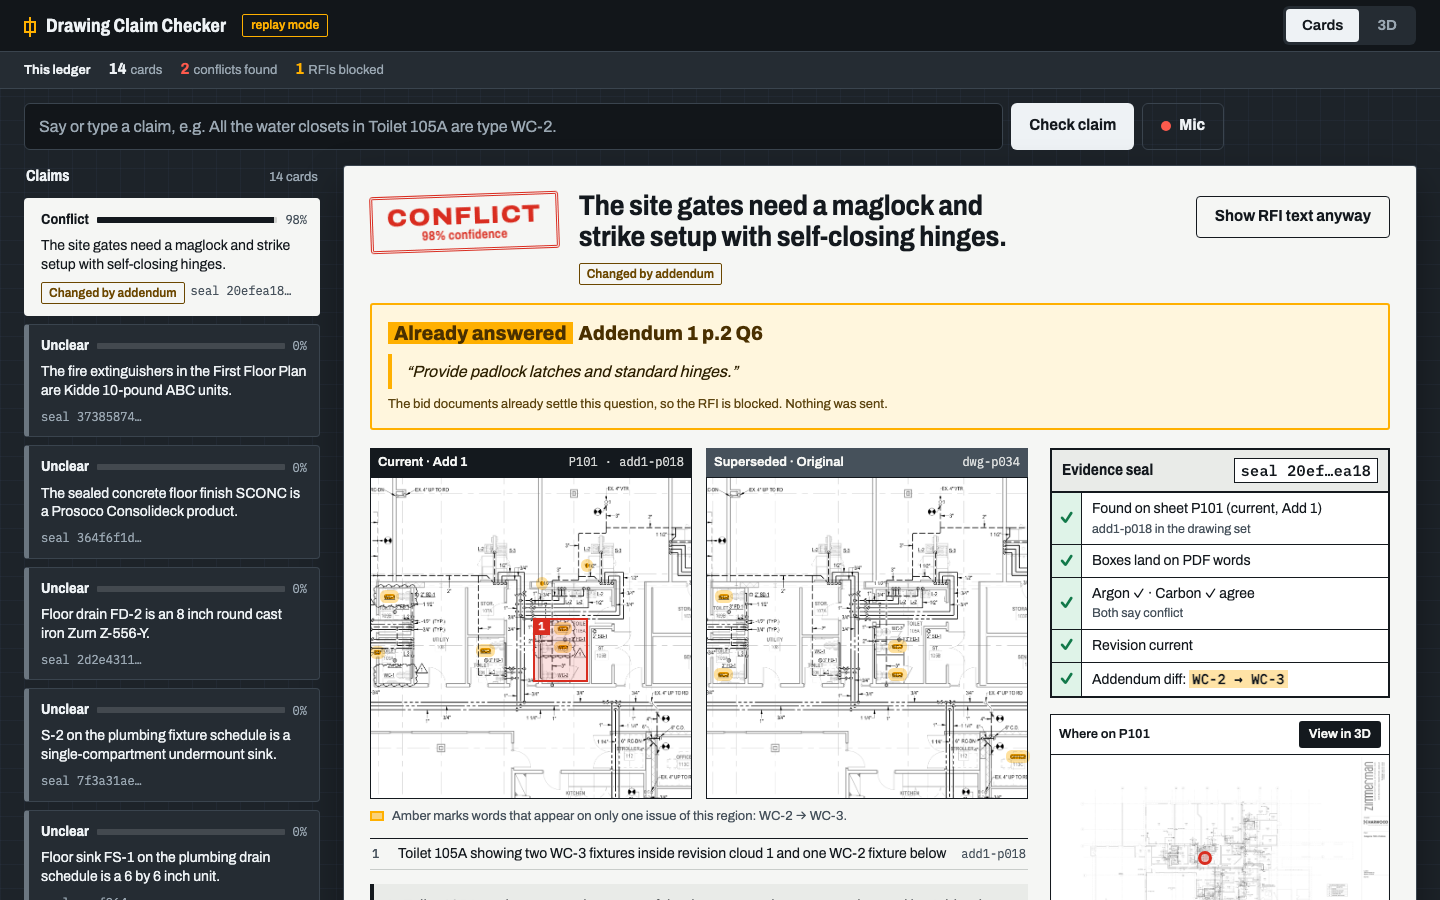 Drawing Claim Checker
replay mode
Cards
3D
This ledger 14 cards 2 conflicts found 1 RFIs blocked
Say or type a claim, e.g. All the water closets in Toilet 105A are type WC-2.
Check claim
Mic
Claims
14 cards
Conflict 98%
The site gates need a maglock and strike
setup with self-closing hinges.
Changed by addendum seal 20efea18…
Unclear 0%
The fire extinguishers in the First Floor Plan
are Kidde 10-pound ABC units.
seal 37385874…
Unclear 0%
The sealed concrete floor finish SCONC is
a Prosoco Consolideck product.
seal 364f6f1d…
Unclear 0%
Floor drain FD-2 is an 8 inch round cast
iron Zurn Z-556-Y.
seal 2d2e4311…
Unclear 0%
S-2 on the plumbing fixture schedule is a
single-compartment undermount sink.
seal 7f3a31ae…
Unclear 0%
Floor sink FS-1 on the plumbing drain
schedule is a 6 by 6 inch unit.
CONFLICT
98% confidence
The site gates need a maglock and
strike setup with self-closing hinges.
Changed by addendum
Show RFI text anyway
Already answered Addendum 1 p.2 Q6
“Provide padlock latches and standard hinges.”
The bid documents already settle this question, so the RFI is blocked. Nothing was sent.
Current · Add 1 P101 · add1-p018
Superseded · Original dwg-p034
UTILITY
KITCHEN
1
UTILITY
KITCHEN
Amber marks words that appear on only one issue of this region: WC-2 → WC-3.
1 Toilet 105A showing two WC-3 fixtures inside revision cloud 1 and one WC-2 fixture below add1-p018
Evidence seal seal 20ef…ea18
Found on sheet P101 (current, Add 1)
add1-p018 in the drawing set
Boxes land on PDF words
Argon ✓ · Carbon ✓ agree
Both say conflict
Revision current
Addendum diff: WC-2 → WC-3
Where on P101
View in 3D
zimmerman